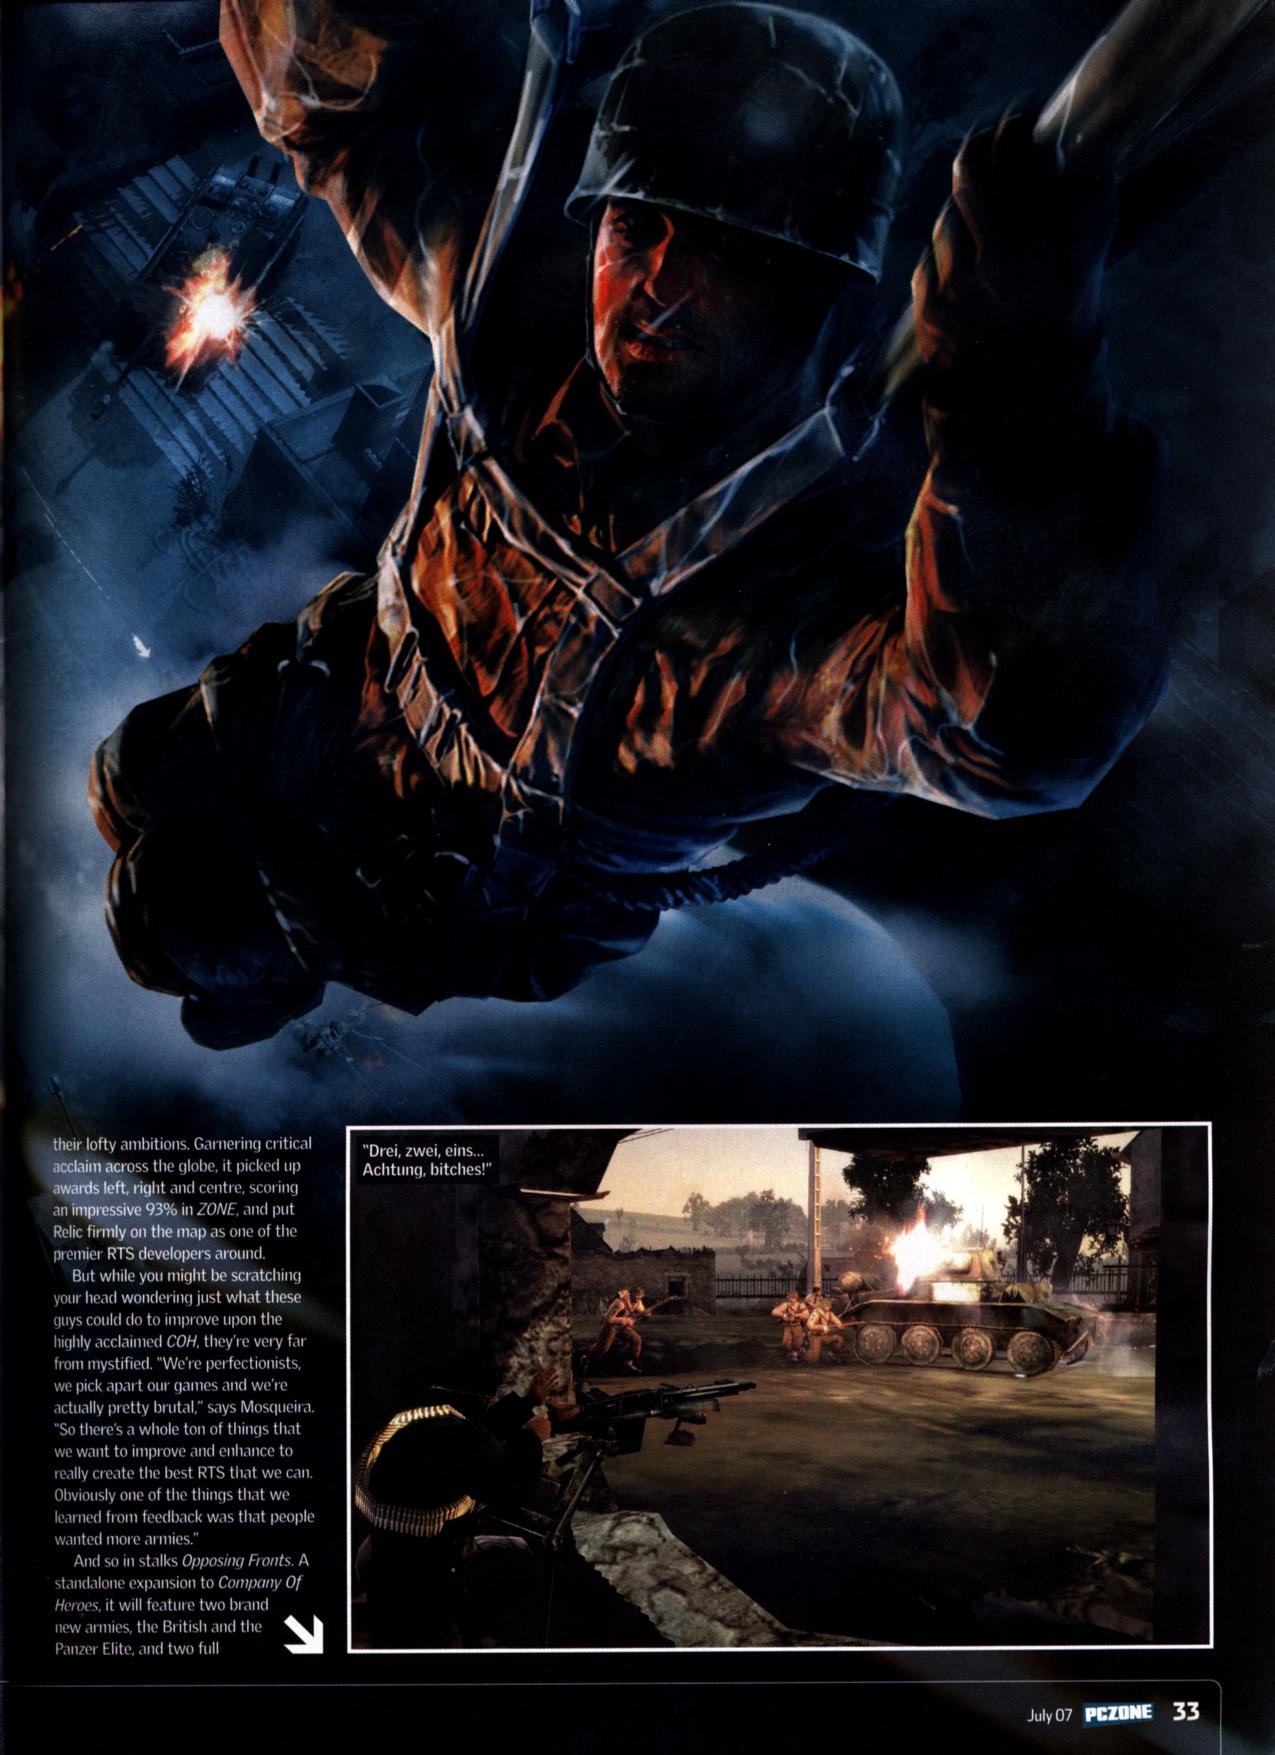 their lofty ambitions. Garnering critical
acclaim across the globe, it picked up
awards left, right and centre, scoring
an impressive 93% in ZONE, and put
Relic firmly on the map as one of the
premier RTS developers around.
But while you might be scratching
your head wondering just what these
guys could do to improve upon the
highly acclaimed COH, they're very far
from mystified. "We're perfectionists,
we pick apart our games and we're
actually pretty brutal," says Mosqueira.
"So there's a whole ton of things that
we want to improve and enhance to
really create the best RTS that we can.
Obviously one of the things that we
learned from feedback was that people
wanted more armies."
And so in stalks Opposing Fronts. A
standalone expansion to Company Of
Heroes, it will feature two brand
new armies, the British and the
Panzer Elite, and two full
"Drei, zwei, eins...
Achtung, bitches!"
July 07 PCZONE 33